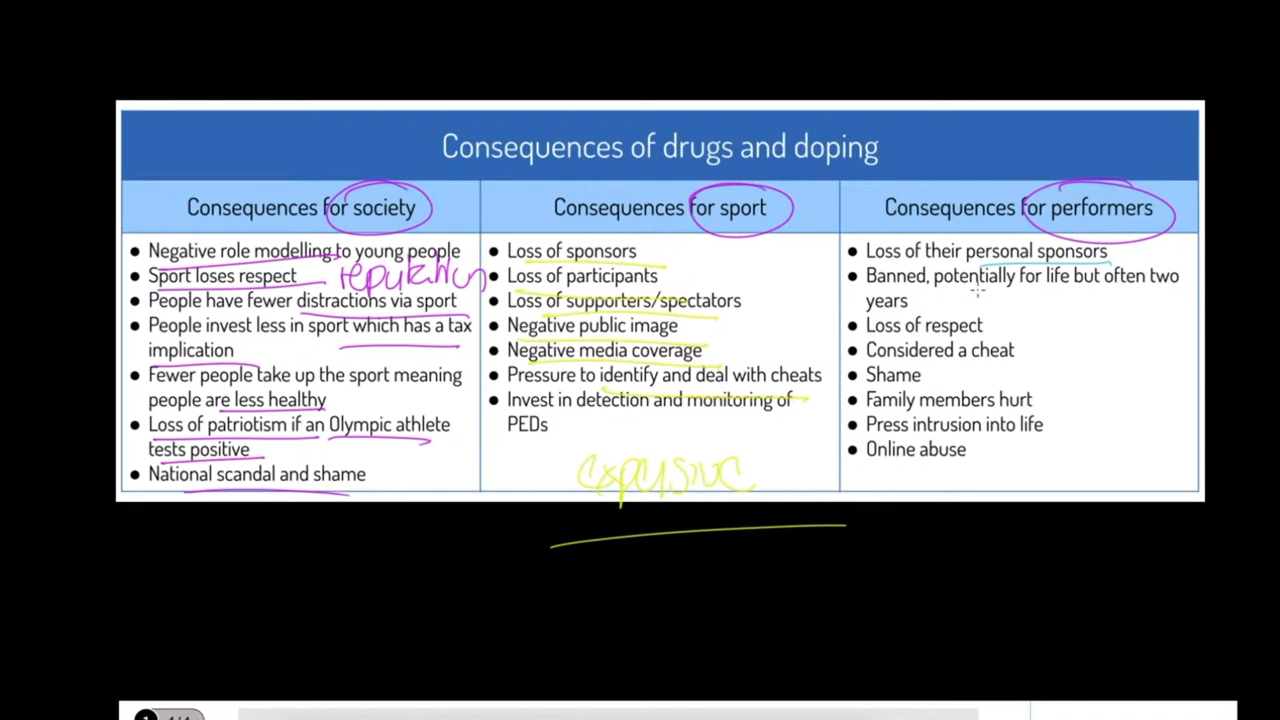 Consequences of drugs and doping
Consequences for society
● Negative role modelling to young people
● Sport loses respect reputation
● People have fewer distractions via sport
● People invest less in sport which has a tax
implication
● Fewer people take up the sport meaning
people are less healthy
● Loss of patriotism if an Olympic athlete
tests positive
● National scandal and shame
Consequences for sport
● Loss of sponsors
● Loss of participants
● Loss of supporters/spectators
● Negative public image
● Negative media coverage
● Pressure to identify and deal with cheats
● Invest in detection and monitoring of
PEDs
Consequences for performers
● Loss of their personal sponsors
● Banned, potentially for life but often two
years
● Loss of respect
● Considered a cheat
● Shame
● Family members hurt
● Press intrusion into life
● Online abuse